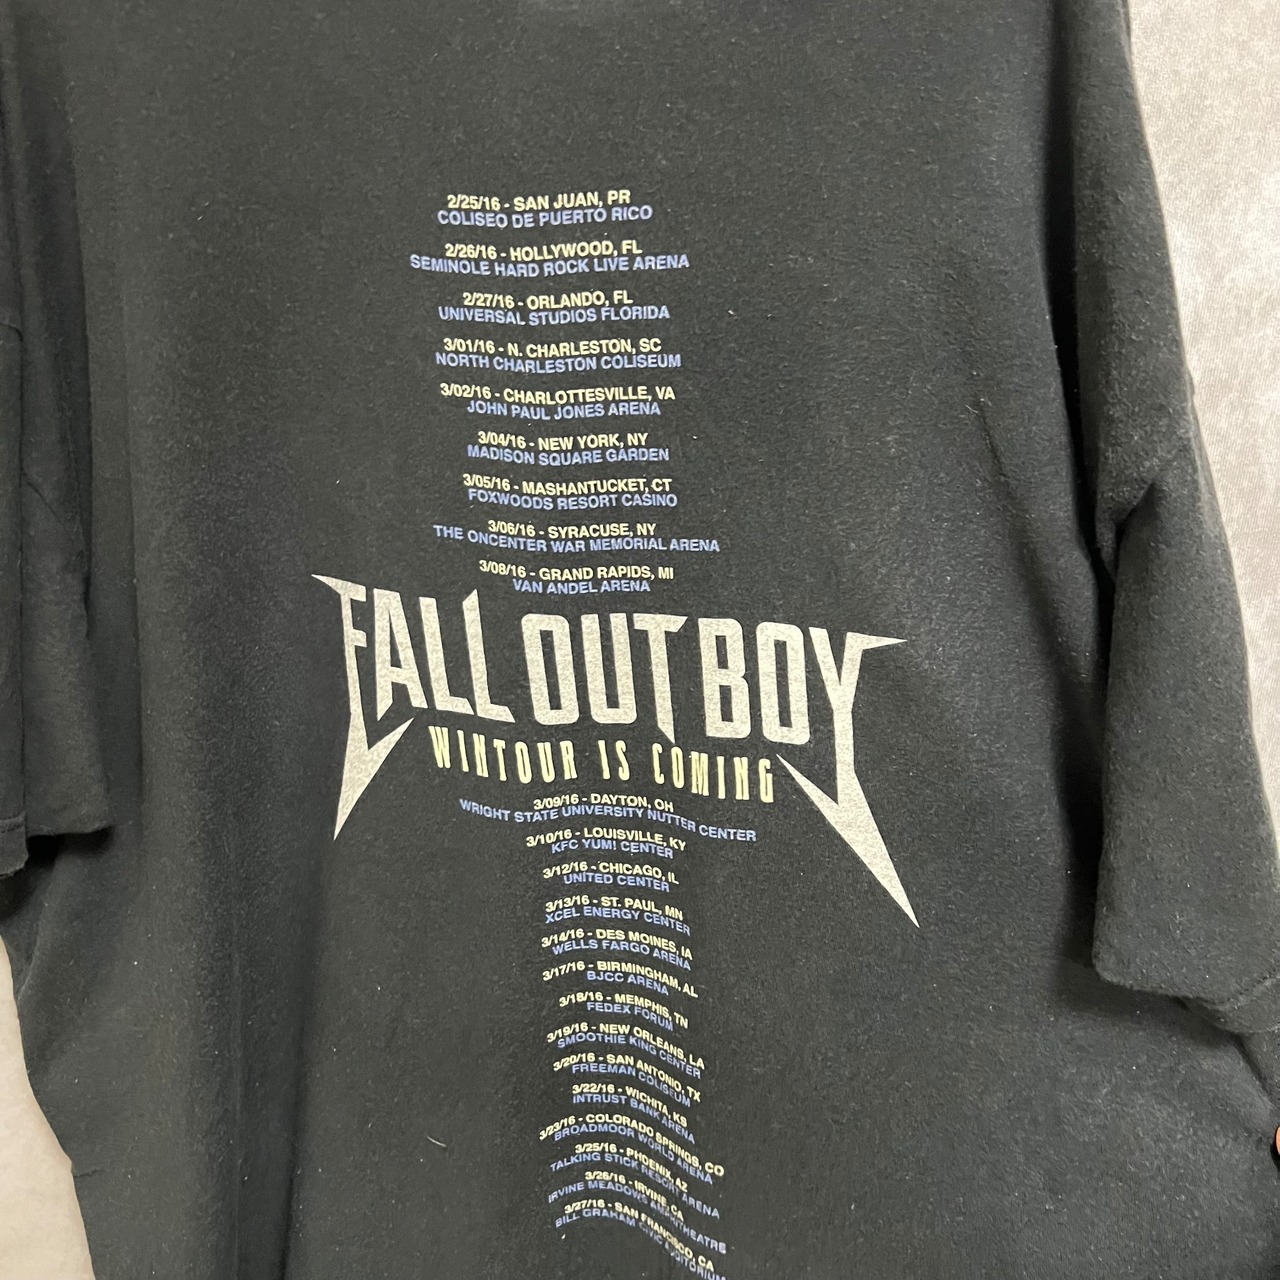 2/25/16 - SAN JUAN, PR
COLISEO DE PUERTO RICO
2/26/16 - HOLLYWOOD, FL
SEMINOLE HARD ROCK LIVE ARENA
2/27/16 - ORLANDO, FL
UNIVERSAL STUDIOS FLORIDA
3/01/16 - N. CHARLESTON, SC
NORTH CHARLESTON COLISEUM
3/02/16 - CHARLOTTESVILLE, VA
JOHN PAUL JONES ARENA
3/04/16 - NEW YORK, NY
MADISON SQUARE GARDEN
3/05/16 - MASHANTUCKET, CT
FOXWOODS RESORT CASINO
3/06/16 - SYRACUSE, NY
THE ONCENTER WAR MEMORIAL ARENA
3/08/16 - GRAND RAPIDS, MI
VAN ANDEL ARENA
FALL OUT BOY
WINTOUR IS COMING
3/09/16 - DAYTON, OH
WRIGHT STATE UNIVERSITY NUTTER CENTER
3/10/16 - LOUISVILLE, KY
KFC YUM! CENTER
3/12/16 - CHICAGO, IL
UNITED CENTER
3/13/16 - ST. PAUL, MN
XCEL ENERGY CENTER
3/14/16 - DES MOINES, IA
WELLS FARGO ARENA
3/17/16 - BIRMINGHAM, AL
BJCC ARENA
3/18/16 - MEMPHIS, TN
FEDEX FORUM
3/19/16 - NEW ORLEANS, LA
SMOOTHIE KING CENTER
3/20/16 - SAN ANTONIO, TX
FREEMAN COLISEUM
3/22/16 - WICHITA, KS
INTRUST BANK ARENA
3/23/16 - COLORADO SPRINGS, CO
BROADMOOR WORLD ARENA
3/25/16 - PHOENIX, AZ
TALKING STICK RESORT ARENA
3/26/16 - IRVINE, CA
IRVINE MEADOWS AMPHITHEATRE
3/27/16 - SAN FRANCISCO, CA
BILL GRAHAM CIVIC AUDITORIUM